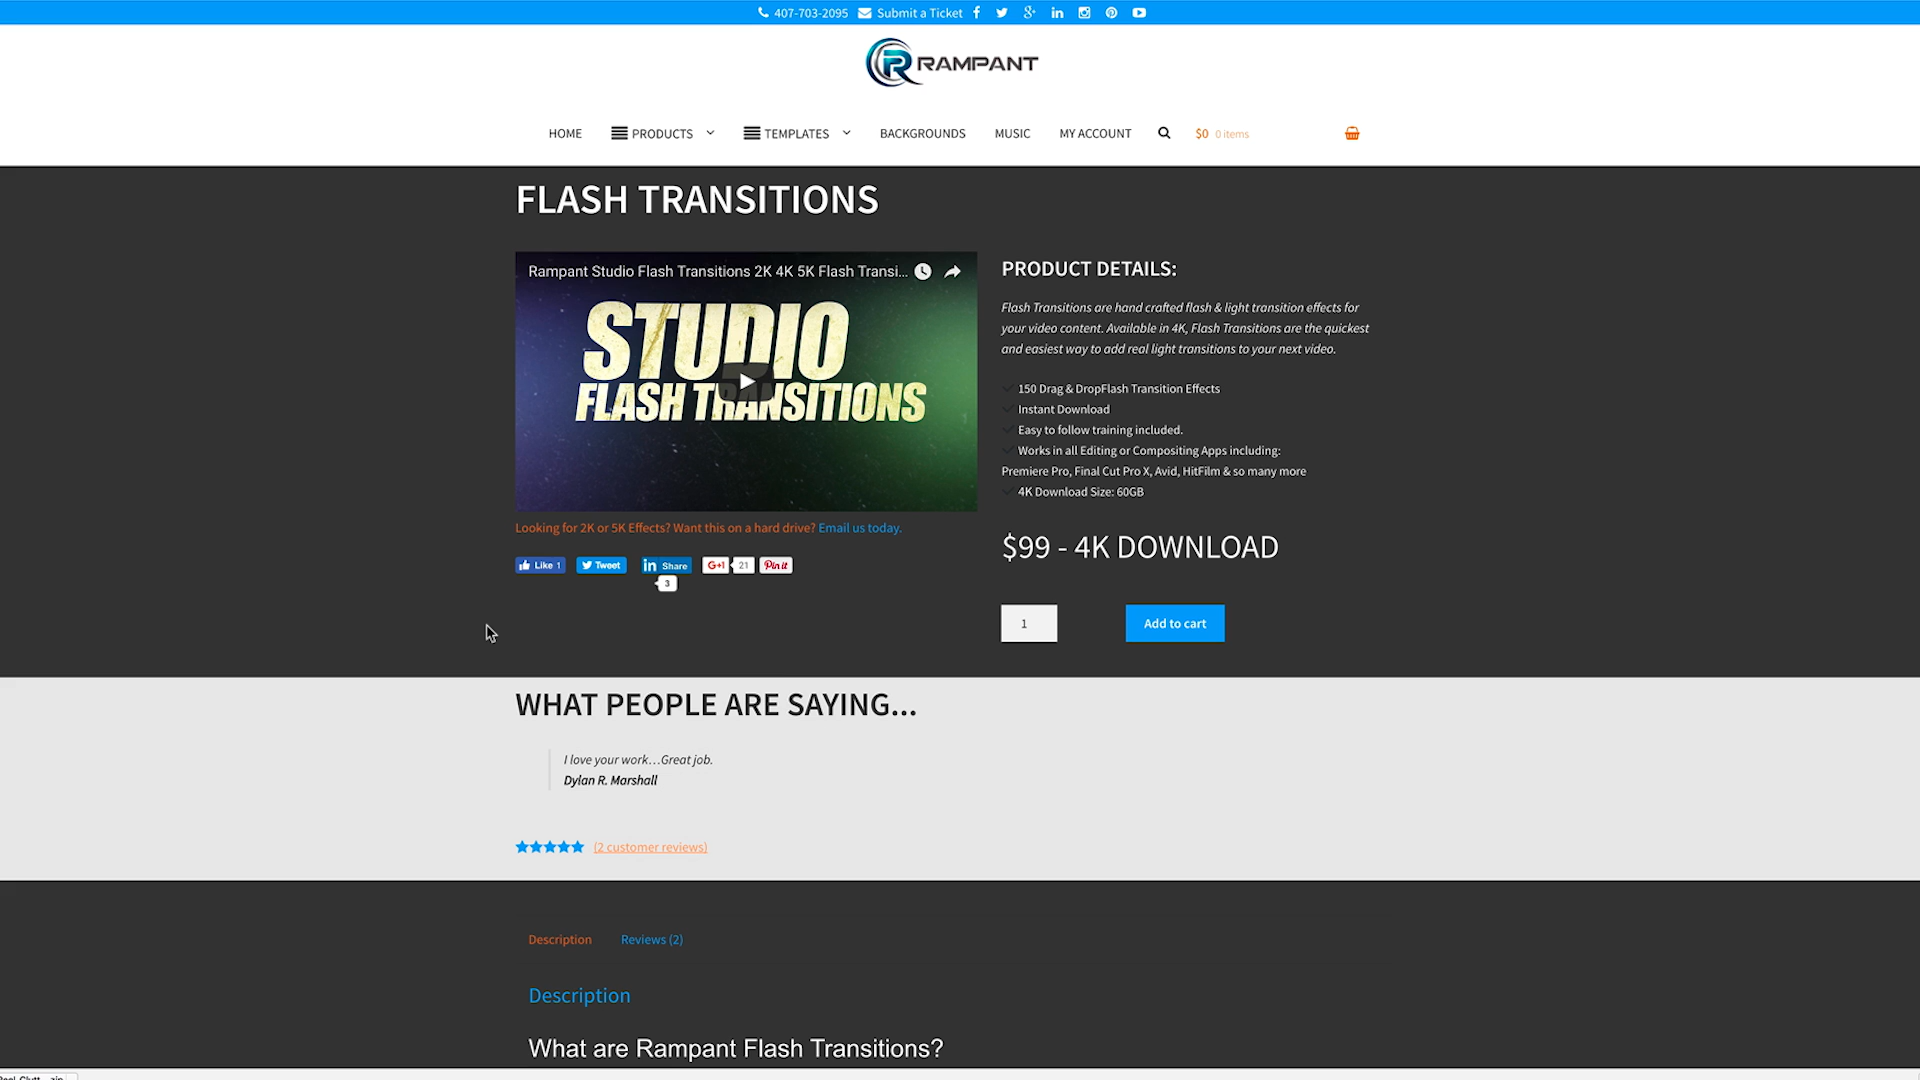 407-703-2095 Submit a Ticket
RAMPANT
HOME PRODUCTS TEMPLATES BACKGROUNDS MUSIC MY ACCOUNT $0 0 items
FLASH TRANSITIONS
Rampant Studio Flash Transitions 2K 4K 5K Flash Transi...
STUDIO
FLASH TRANSITIONS
Looking for 2K or 5K Effects? Want this on a hard drive? Email us today.
Like 1 Tweet in Share G+1 21 Pin it
3
PRODUCT DETAILS:
Flash Transitions are hand crafted flash & light transition effects for
your video content. Available in 4K, Flash Transitions are the quickest
and easiest way to add real light transitions to your next video.
150 Drag & DropFlash Transition Effects
Instant Download
Easy to follow training included.
Works in all Editing or Compositing Apps including:
Premiere Pro, Final Cut Pro X, Avid, HitFilm & so many more
4K Download Size: 60GB
$99 - 4K DOWNLOAD
1 Add to cart
WHAT PEOPLE ARE SAYING...
I love your work…Great job.
Dylan R. Marshall
(2 customer reviews)
Description Reviews (2)
Description
What are Rampant Flash Transitions?